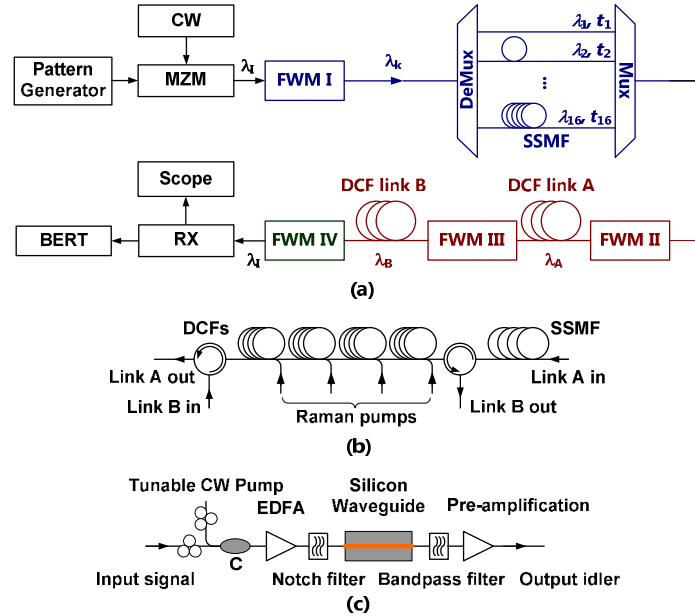 CW
Pattern
Generator
MZM
λI
FWM I
λk
DeMux
λ1, t1
λ2, t2
...
λ16, t16
SSMF
Mux
Scope
BERT
RX
λI
FWM IV
DCF link B
λB
FWM III
DCF link A
λA
FWM II
(a)
DCFs
SSMF
Link A out
Link B in
Raman pumps
Link B out
Link A in
(b)
Tunable CW Pump
EDFA
Silicon
Waveguide
Pre-amplification
C
Input signal
Notch filter
Bandpass filter
Output idler
(c)